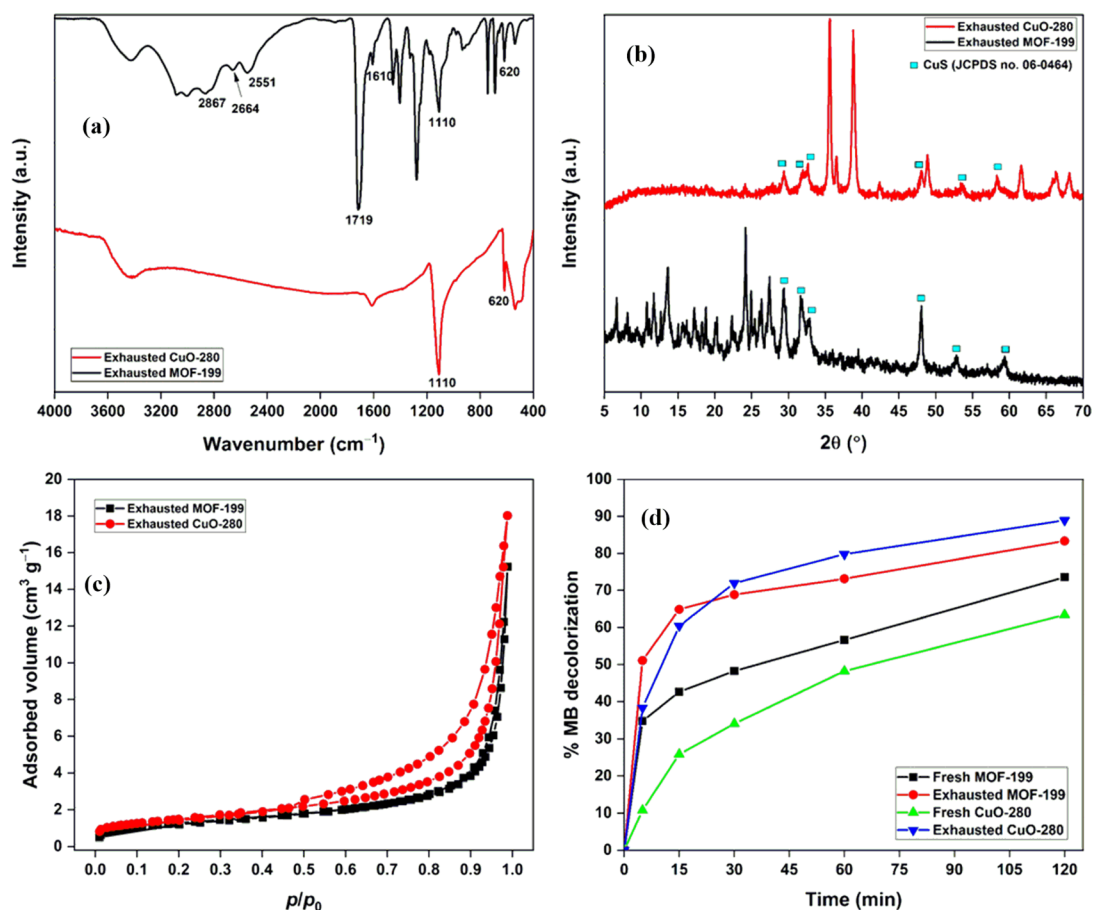 (a)
Intensity (a.u.)
2867
2664
2551
1719
1610
1110
620
1110
620
Exhausted CuO-280
Exhausted MOF-199
4000 3600 3200 2800 2400 2000 1600 1200 800 400
Wavenumber (cm⁻¹)
(b)
Intensity (a.u.)
Exhausted CuO-280
Exhausted MOF-199
CuS (JCPDS no. 06-0464)
5 10 15 20 25 30 35 40 45 50 55 60 65 70
2θ (°)
(c)
Adsorbed volume (cm³ g⁻¹)
20
18
16
14
12
10
8
6
4
2
0
Exhausted MOF-199
Exhausted CuO-280
0.0 0.1 0.2 0.3 0.4 0.5 0.6 0.7 0.8 0.9 1.0
p/p₀
(d)
% MB decolorization
100
90
80
70
60
50
40
30
20
10
0
Fresh MOF-199
Exhausted MOF-199
Fresh CuO-280
Exhausted CuO-280
0 15 30 45 60 75 90 105 120
Time (min)